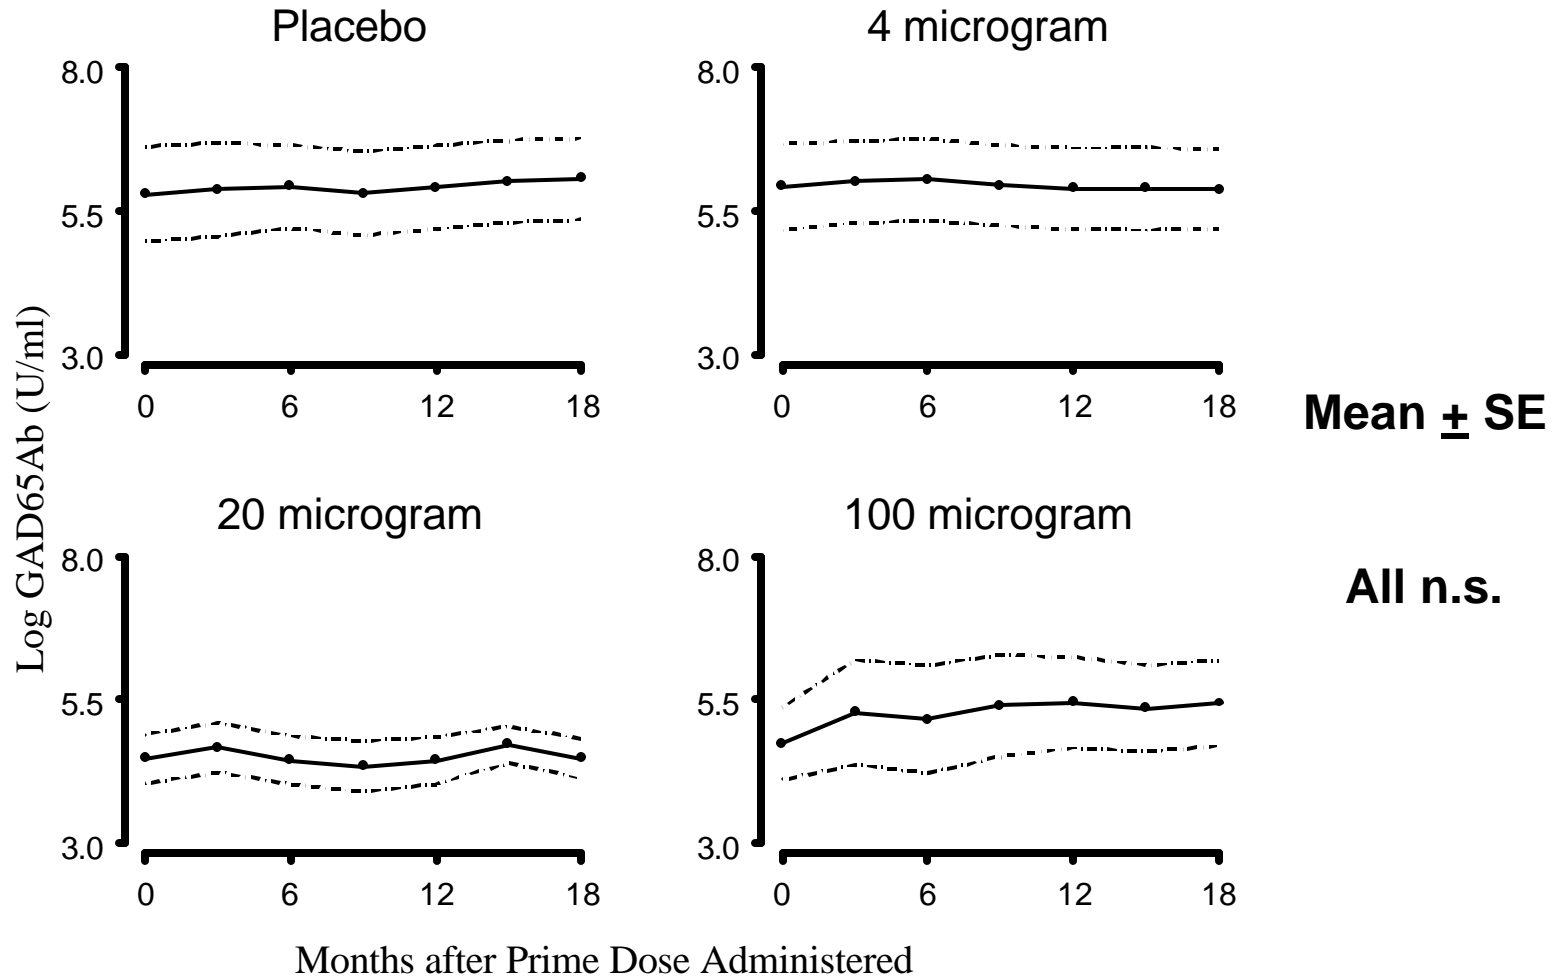 Placebo
8.0
5.5
3.0
0 6 12 18
4 microgram
8.0
5.5
3.0
0 6 12 18
Log GAD65Ab (U/ml)
Mean ± SE
20 microgram
8.0
5.5
3.0
0 6 12 18
100 microgram
8.0
5.5
3.0
0 6 12 18
All n.s.
Months after Prime Dose Administered